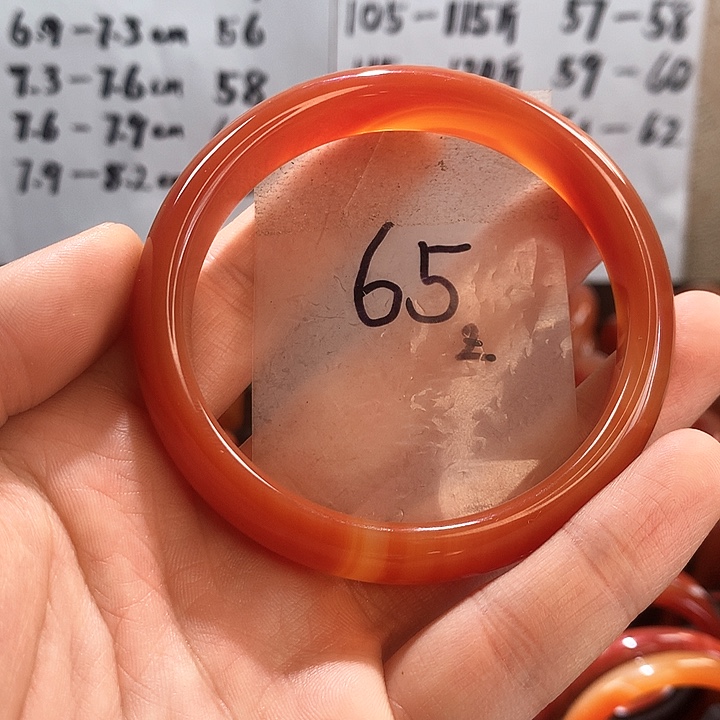 6.9-7.3cm 56
7.3-7.6cm 58
7.6-7.9cm
7.9-8.2cm
105-115斤 57-58
59-60
-62
65